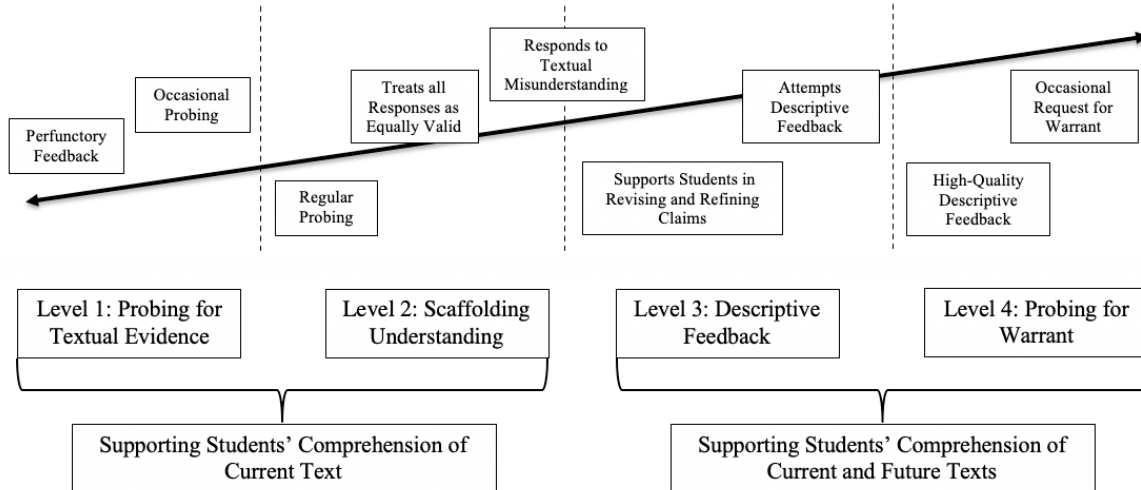 Perfunctory
Feedback
Occasional
Probing
Regular
Probing
Treats all
Responses as
Equally Valid
Responds to
Textual
Misunderstanding
Supports Students in
Revising and Refining
Claims
Attempts
Descriptive
Feedback
High-Quality
Descriptive
Feedback
Occasional
Request for
Warrant
Level 1: Probing for
Textual Evidence
Level 2: Scaffolding
Understanding
Level 3: Descriptive
Feedback
Level 4: Probing for
Warrant
Supporting Students’ Comprehension of
Current Text
Supporting Students’ Comprehension of
Current and Future Texts